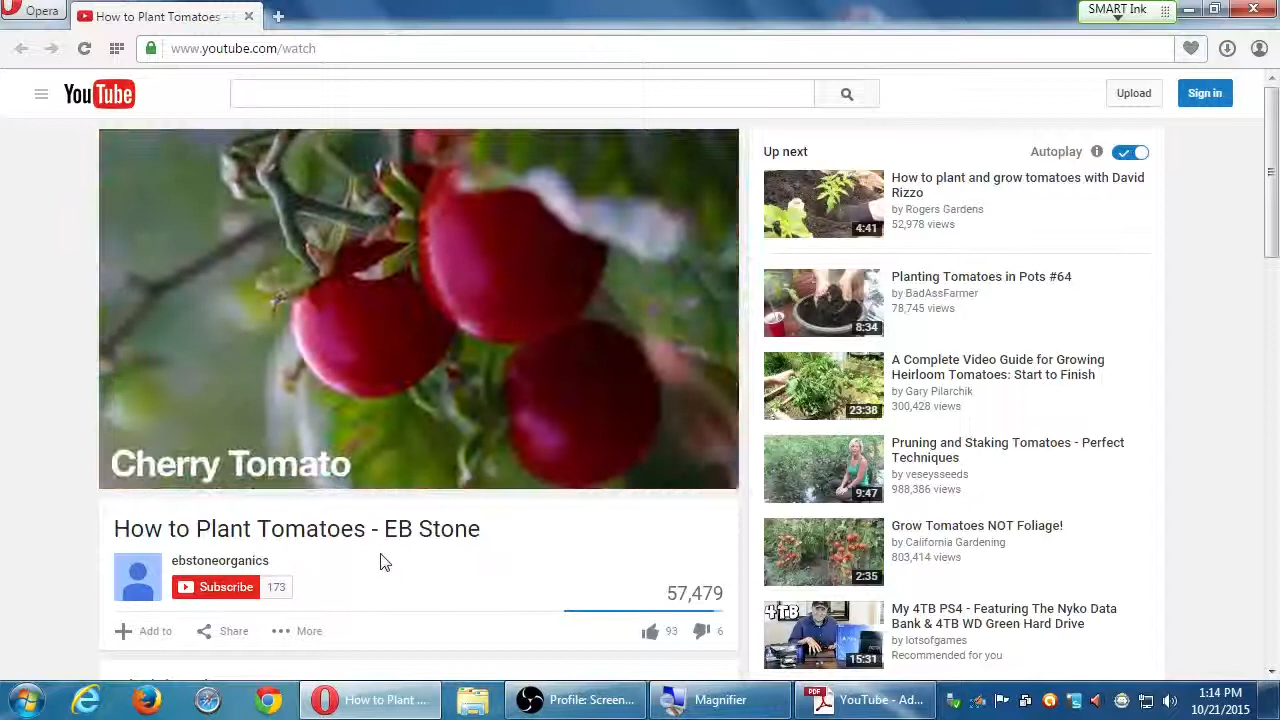 Opera
How to Plant Tomatoes -
SMART Ink
www.youtube.com/watch
YouTube
Upload
Sign in
Cherry Tomato
How to Plant Tomatoes - EB Stone
ebstoneorganics
Subscribe 173
57,479
Add to
Share
More
93
6
Up next
Autoplay
4:41
How to plant and grow tomatoes with David
Rizzo
by Rogers Gardens
52,978 views
8:34
Planting Tomatoes in Pots #64
by BadAssFarmer
78,745 views
23:38
A Complete Video Guide for Growing
Heirloom Tomatoes: Start to Finish
by Gary Pilarchik
300,428 views
9:47
Pruning and Staking Tomatoes - Perfect
Techniques
by veseysseeds
988,386 views
2:35
Grow Tomatoes NOT Foliage!
by California Gardening
803,414 views
4TB
15:31
My 4TB PS4 - Featuring The Nyko Data
Bank & 4TB WD Green Hard Drive
by lotsofgames
Recommended for you
How to Plant ...
Profile: Screen...
Magnifier
PDF
YouTube - Ad...
1:14 PM
10/21/2015